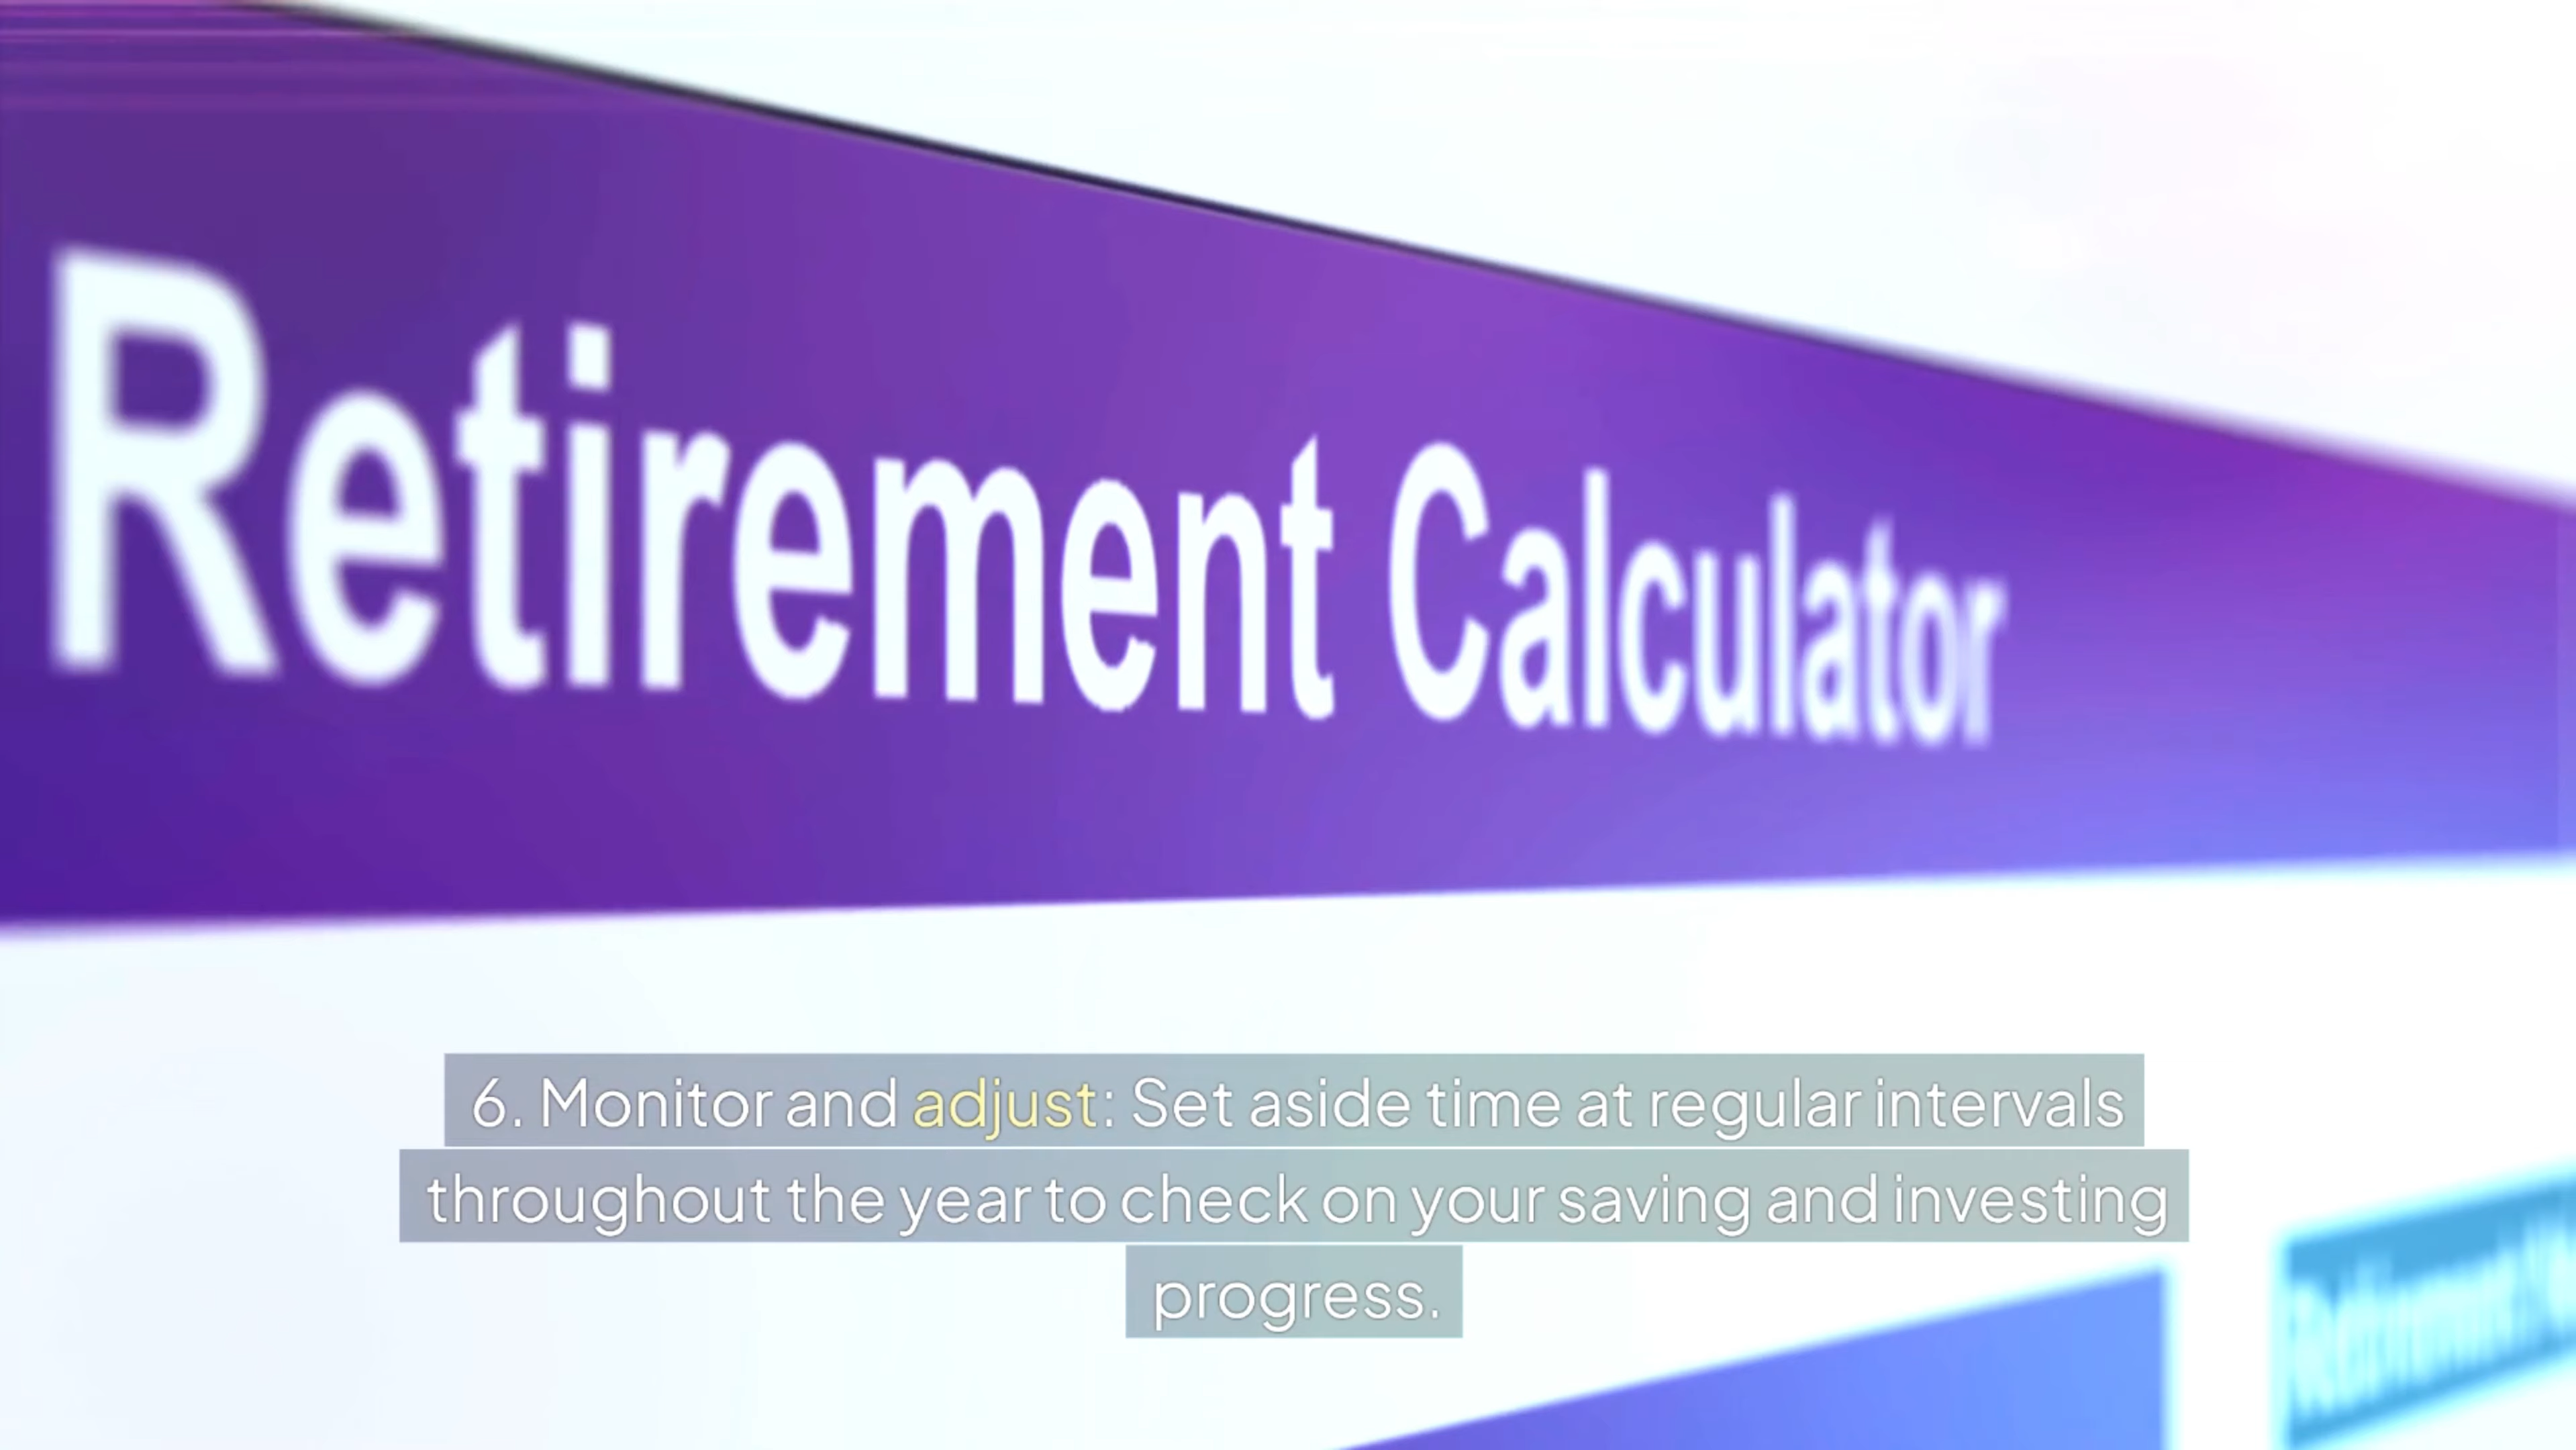 Retirement Calculator
6. Monitor and adjust: Set aside time at regular intervals
throughout the year to check on your saving and investing
progress.
Retirement